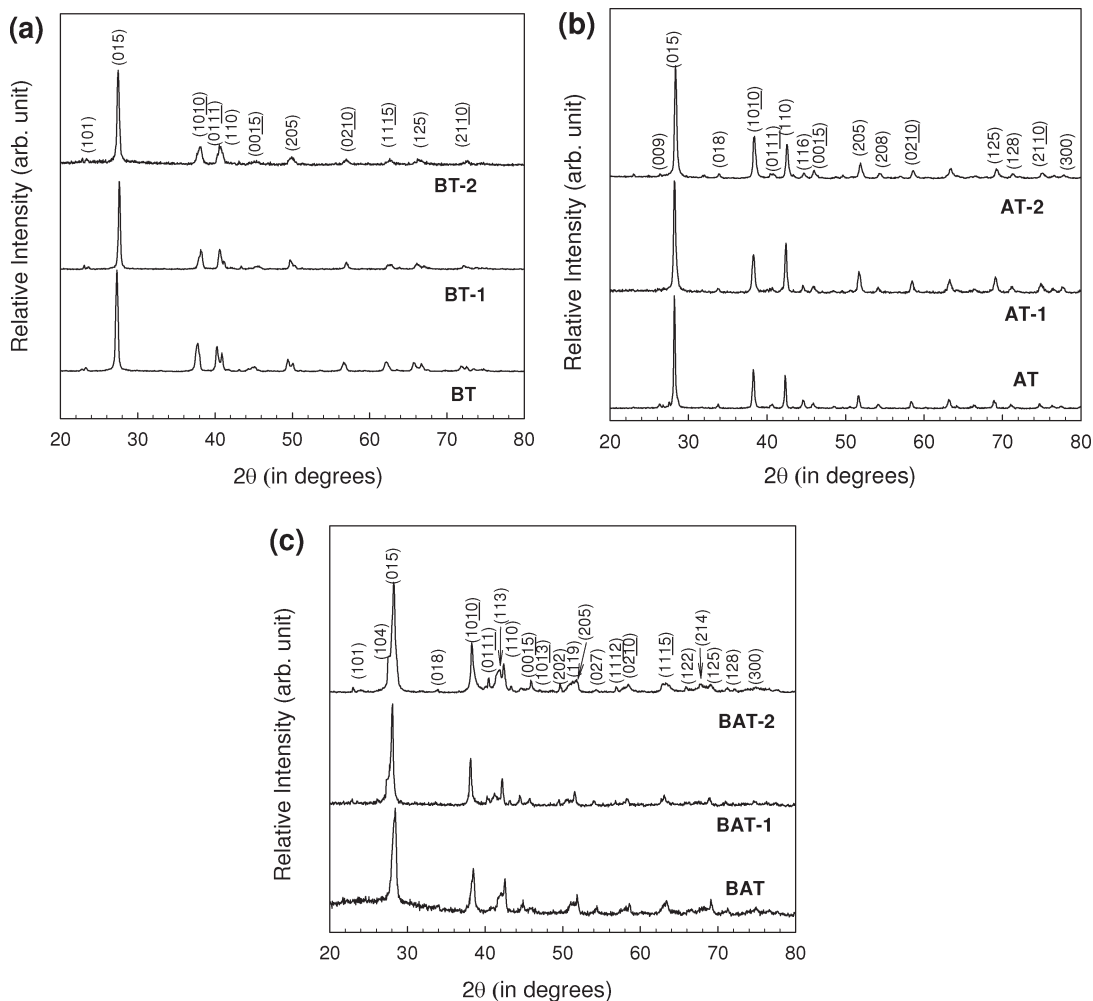 (a)
Relative Intensity (arb. unit)
(101)
(015)
(1010)
(0111)
(110)
(0015)
(205)
(0210)
(1115)
(125)
(2110)
BT-2
BT-1
BT
20 30 40 50 60 70 80
2θ (in degrees)
(b)
Relative Intensity (arb. unit)
(009)
(015)
(018)
(1010)
(0111)
(110)
(116)
(0015)
(205)
(208)
(0210)
(125)
(128)
(2110)
(300)
AT-2
AT-1
AT
20 30 40 50 60 70 80
2θ (in degrees)
(c)
Relative Intensity (arb. unit)
(101)
(104)
(015)
(018)
(1010)
(0111)
(113)
(110)
(0015)
(1013)
(202)
(119)
(205)
(027)
(1112)
(0210)
(1115)
(122)
(214)
(125)
(128)
(300)
BAT-2
BAT-1
BAT
20 30 40 50 60 70 80
2θ (in degrees)